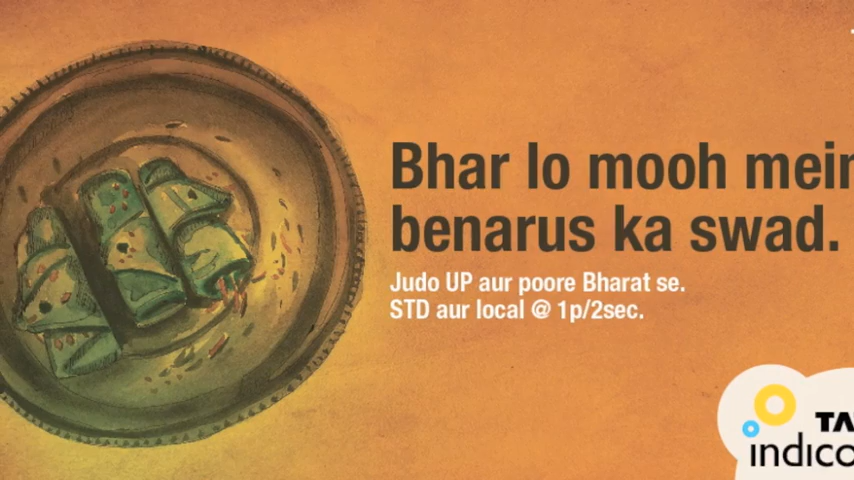 Bhar lo mooh mein
benarus ka swad.
Judo UP aur poore Bharat se.
STD aur local @ 1p/2sec.
TA
indico